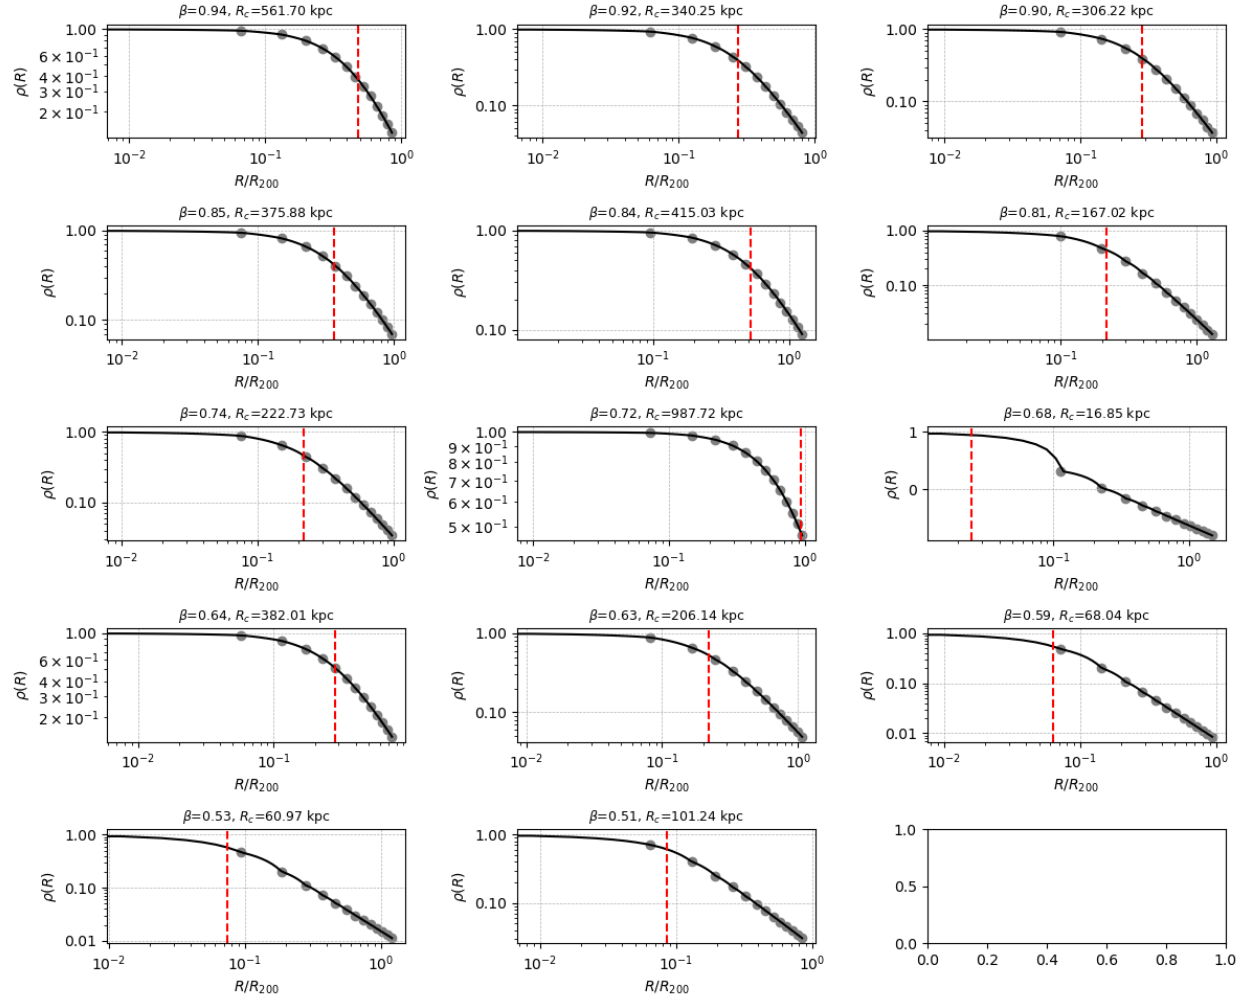 β=0.94, R_c=561.70 kpc
β=0.92, R_c=340.25 kpc
β=0.90, R_c=306.22 kpc
1.00
6 × 10⁻¹
4 × 10⁻¹
3 × 10⁻¹
2 × 10⁻¹
ρ(R)
10⁻²
10⁻¹
10⁰
R/R₂₀₀
1.00
0.10
ρ(R)
10⁻²
10⁻¹
10⁰
R/R₂₀₀
1.00
0.10
ρ(R)
10⁻²
10⁻¹
10⁰
R/R₂₀₀
β=0.85, R_c=375.88 kpc
β=0.84, R_c=415.03 kpc
β=0.81, R_c=167.02 kpc
1.00
0.10
ρ(R)
10⁻²
10⁻¹
10⁰
R/R₂₀₀
1.00
0.10
ρ(R)
10⁻²
10⁻¹
10⁰
R/R₂₀₀
1.00
0.10
ρ(R)
10⁻¹
10⁰
R/R₂₀₀
β=0.74, R_c=222.73 kpc
β=0.72, R_c=987.72 kpc
β=0.68, R_c=16.85 kpc
1.00
0.10
ρ(R)
10⁻²
10⁻¹
10⁰
R/R₂₀₀
1.00
9 × 10⁻¹
8 × 10⁻¹
7 × 10⁻¹
6 × 10⁻¹
5 × 10⁻¹
ρ(R)
10⁻²
10⁻¹
10⁰
R/R₂₀₀
1
0
ρ(R)
10⁻¹
10⁰
R/R₂₀₀
β=0.64, R_c=382.01 kpc
β=0.63, R_c=206.14 kpc
β=0.59, R_c=68.04 kpc
1.00
6 × 10⁻¹
4 × 10⁻¹
3 × 10⁻¹
2 × 10⁻¹
ρ(R)
10⁻²
10⁻¹
R/R₂₀₀
1.00
0.10
ρ(R)
10⁻²
10⁻¹
10⁰
R/R₂₀₀
1.00
0.10
0.01
ρ(R)
10⁻²
10⁻¹
10⁰
R/R₂₀₀
β=0.53, R_c=60.97 kpc
β=0.51, R_c=101.24 kpc
1.00
0.10
0.01
ρ(R)
10⁻²
10⁻¹
10⁰
R/R₂₀₀
1.00
0.10
ρ(R)
10⁻²
10⁻¹
10⁰
R/R₂₀₀
1.0
0.5
0.0
0.0 0.2 0.4 0.6 0.8 1.0